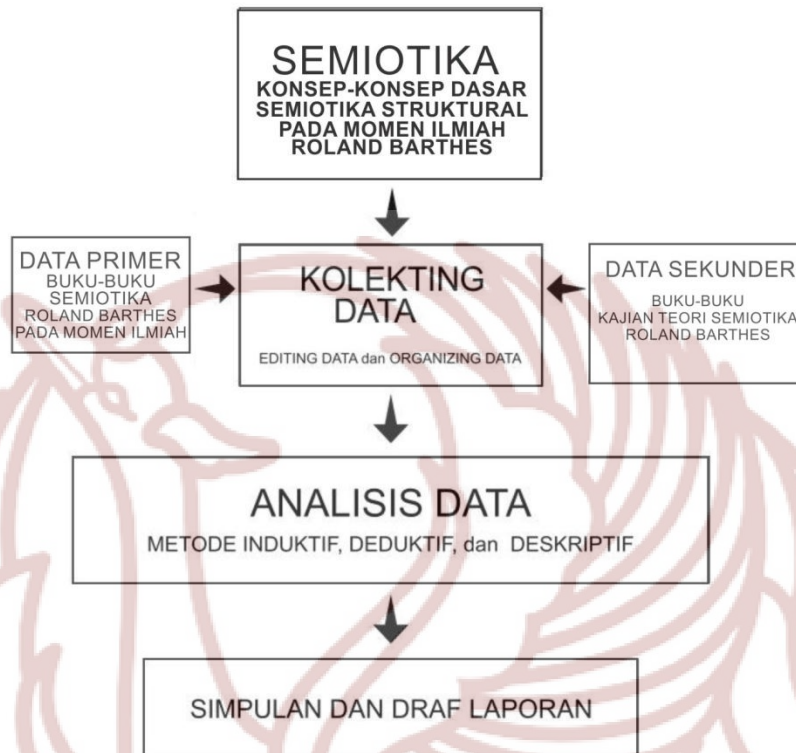 SEMIOTIKA
KONSEP-KONSEP DASAR
SEMIOTIKA STRUKTURAL
PADA MOMEN ILMIAH
ROLAND BARTHES
DATA PRIMER
BUKU-BUKU
SEMIOTIKA
ROLAND BARTHES
PADA MOMEN ILMIAH
KOLEKTING
DATA
EDITING DATA dan ORGANIZING DATA
DATA SEKUNDER
BUKU-BUKU
KAJIAN TEORI SEMIOTIKA
ROLAND BARTHES
ANALISIS DATA
METODE INDUKTIF, DEDUKTIF, dan DESKRIPTIF
SIMPULAN DAN DRAF LAPORAN